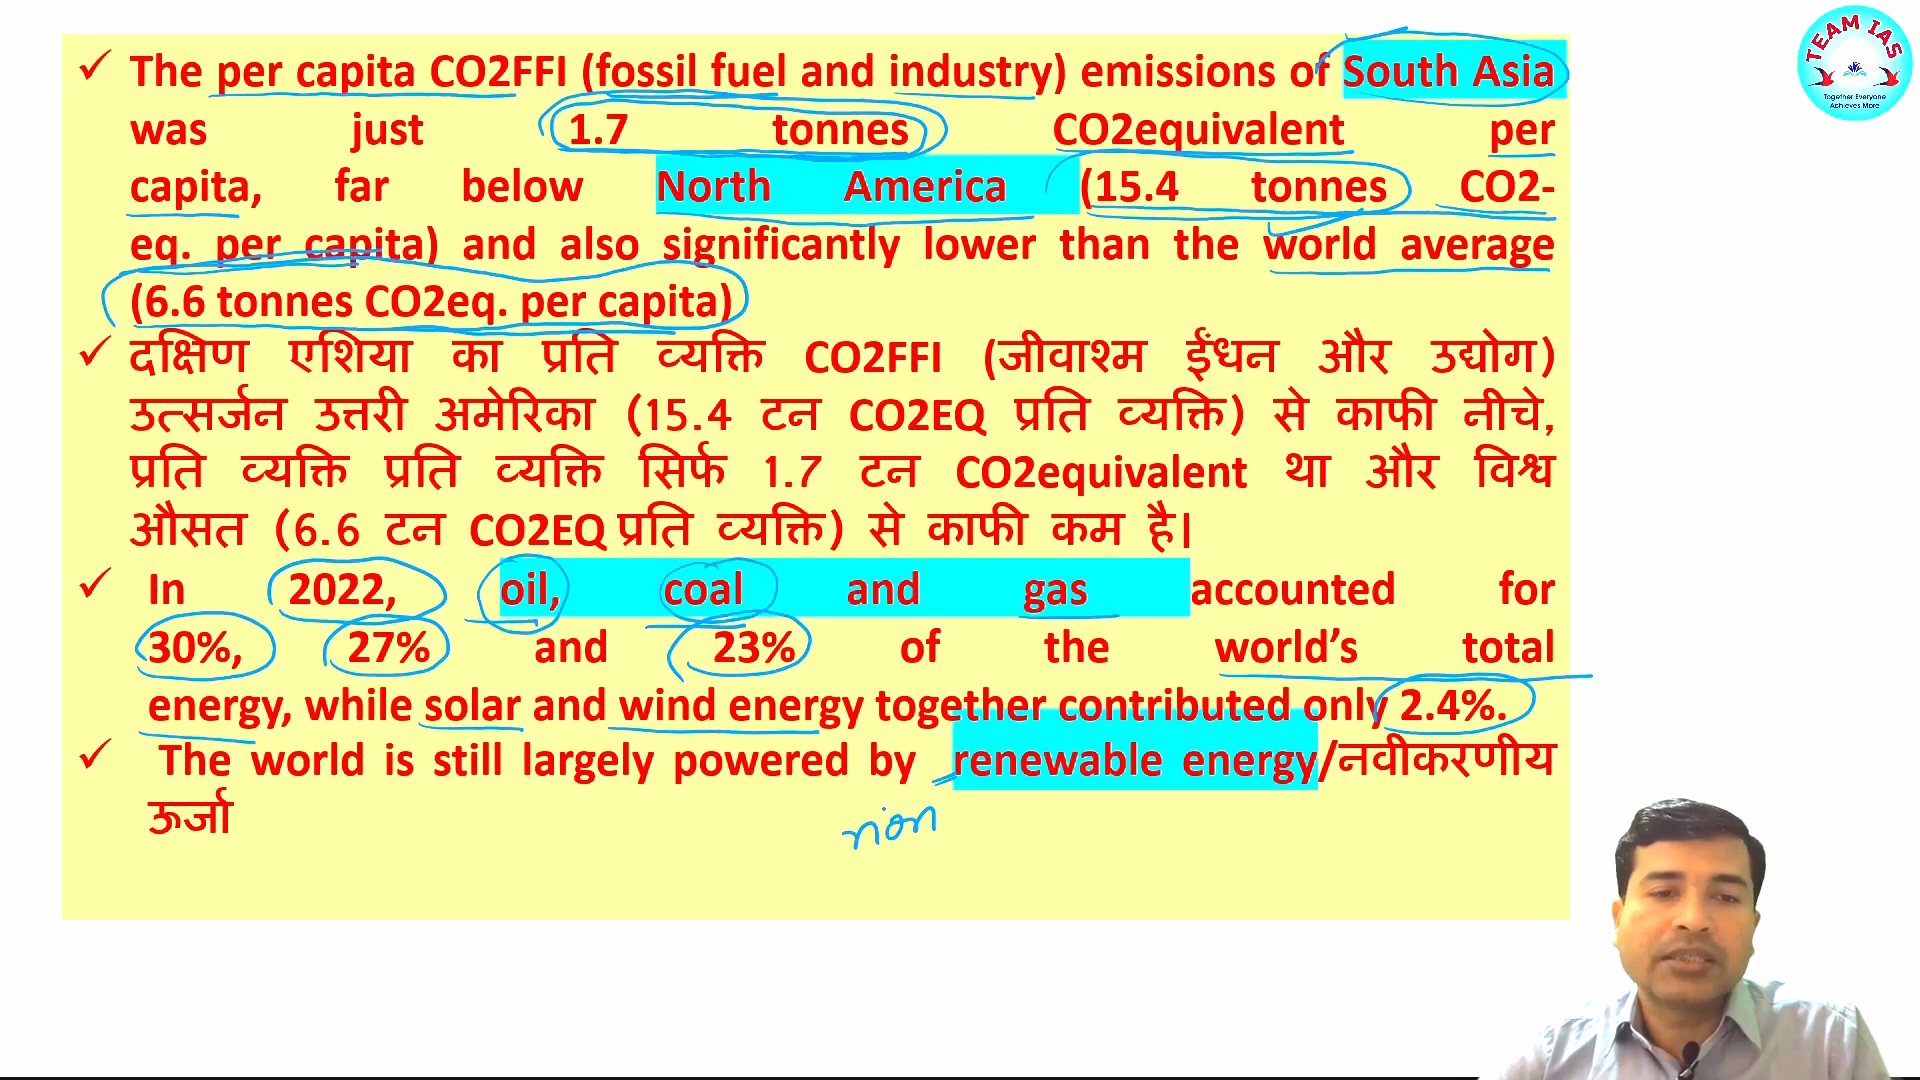 The per capita CO2FFI (fossil fuel and industry) emissions of South Asia
was just 1.7 tonnes CO2equivalent per
capita, far below North America (15.4 tonnes CO2-
eq. per capita) and also significantly lower than the world average
(6.6 tonnes CO2eq. per capita)
दक्षिण एशिया का प्रति व्यक्ति CO2FFI (जीवाश्म ईंधन और उद्योग)
उत्सर्जन उत्तरी अमेरिका (15.4 टन CO2EQ प्रति व्यक्ति) से काफी नीचे,
प्रति व्यक्ति प्रति व्यक्ति सिर्फ 1.7 टन CO2equivalent था और विश्व
औसत (6.6 टन CO2EQ प्रति व्यक्ति) से काफी कम है।
In 2022, oil, coal and gas accounted for
30%, 27% and 23% of the world’s total
energy, while solar and wind energy together contributed only 2.4%.
The world is still largely powered by renewable energy/नवीकरणीय
ऊर्जा
non
TEAM IAS
Together Everyone
Achieves More